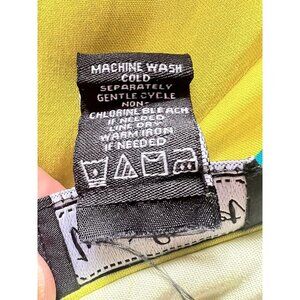 MACHINE WASH
COLD
SEPARATELY
GENTLE CYCLE
NON-
CHLORINE BLEACH
IF NEEDED
LINE DRY
WARM IRON
IF NEEDED